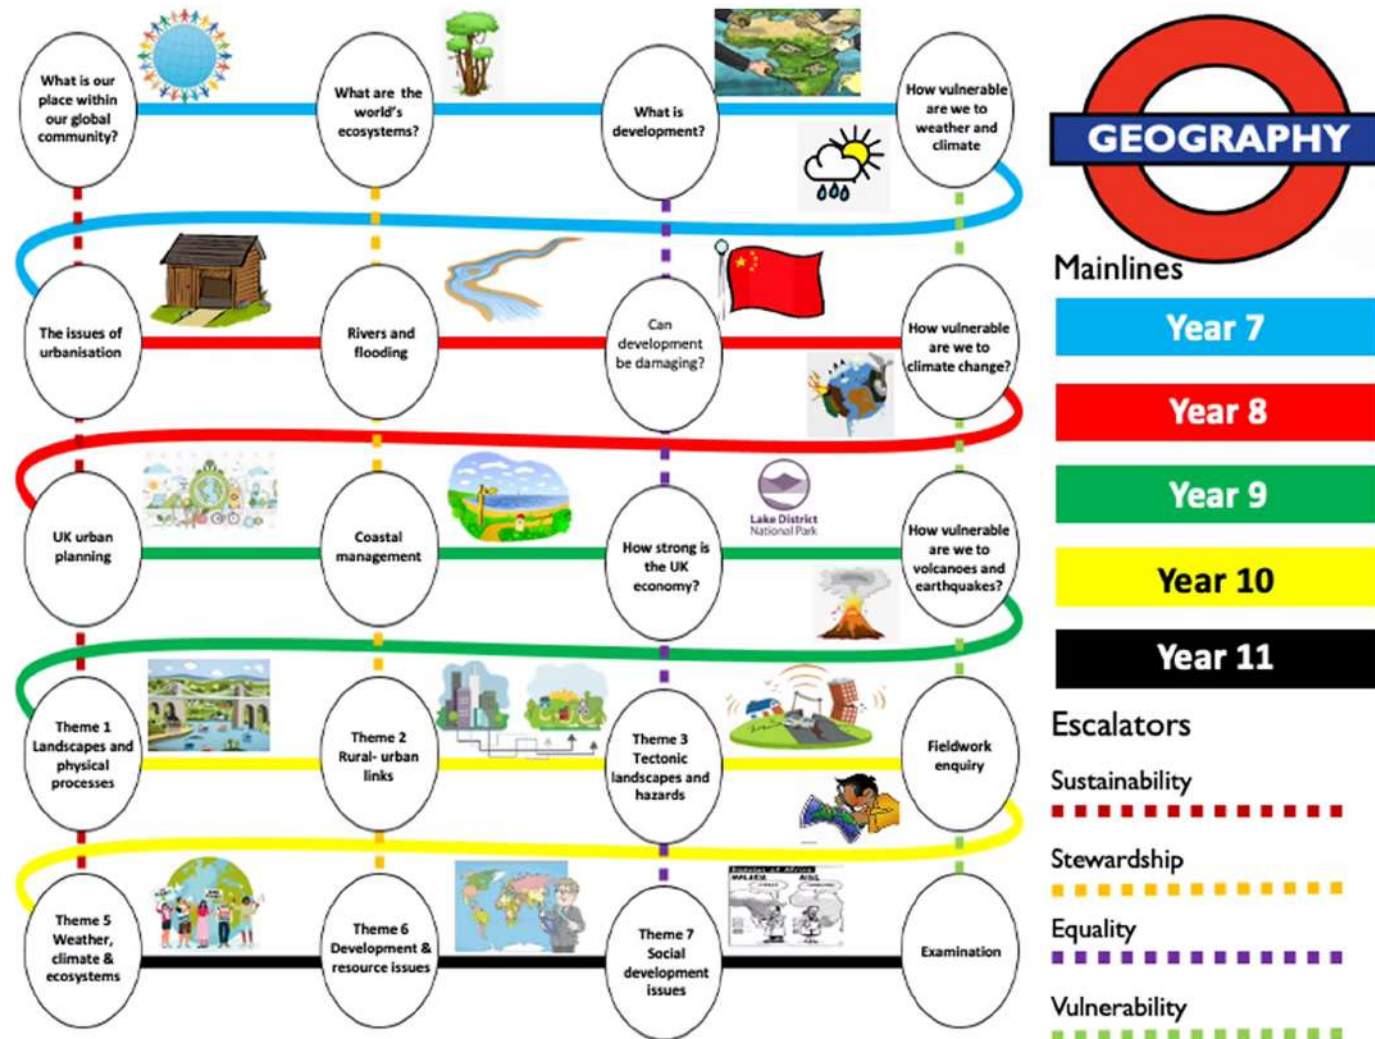 What is our
place within
our global
community?
What are the
world's
ecosystems?
What is
development?
How vulnerable
are we to
weather and
climate
GEOGRAPHY
The issues of
urbanisation
Rivers and
flooding
Can
development
be damaging?
How vulnerable
are we to
climate change?
Mainlines
Year 7
Year 8
Year 9
Year 10
Year 11
UK urban
planning
Coastal
management
Lake District
National Park
How strong is
the UK
economy?
How vulnerable
are we to
volcanoes and
earthquakes?
Theme 1
Landscapes and
physical
processes
Theme 2
Rural- urban
links
Theme 3
Tectonic
landscapes and
hazards
Fieldwork
enquiry
Escalators
Sustainability
Stewardship
Equality
Vulnerability
Theme 5
Weather,
climate &
ecosystems
Theme 6
Development &
resource issues
MALARIA
AIDS
Theme 7
Social
development
issues
Examination